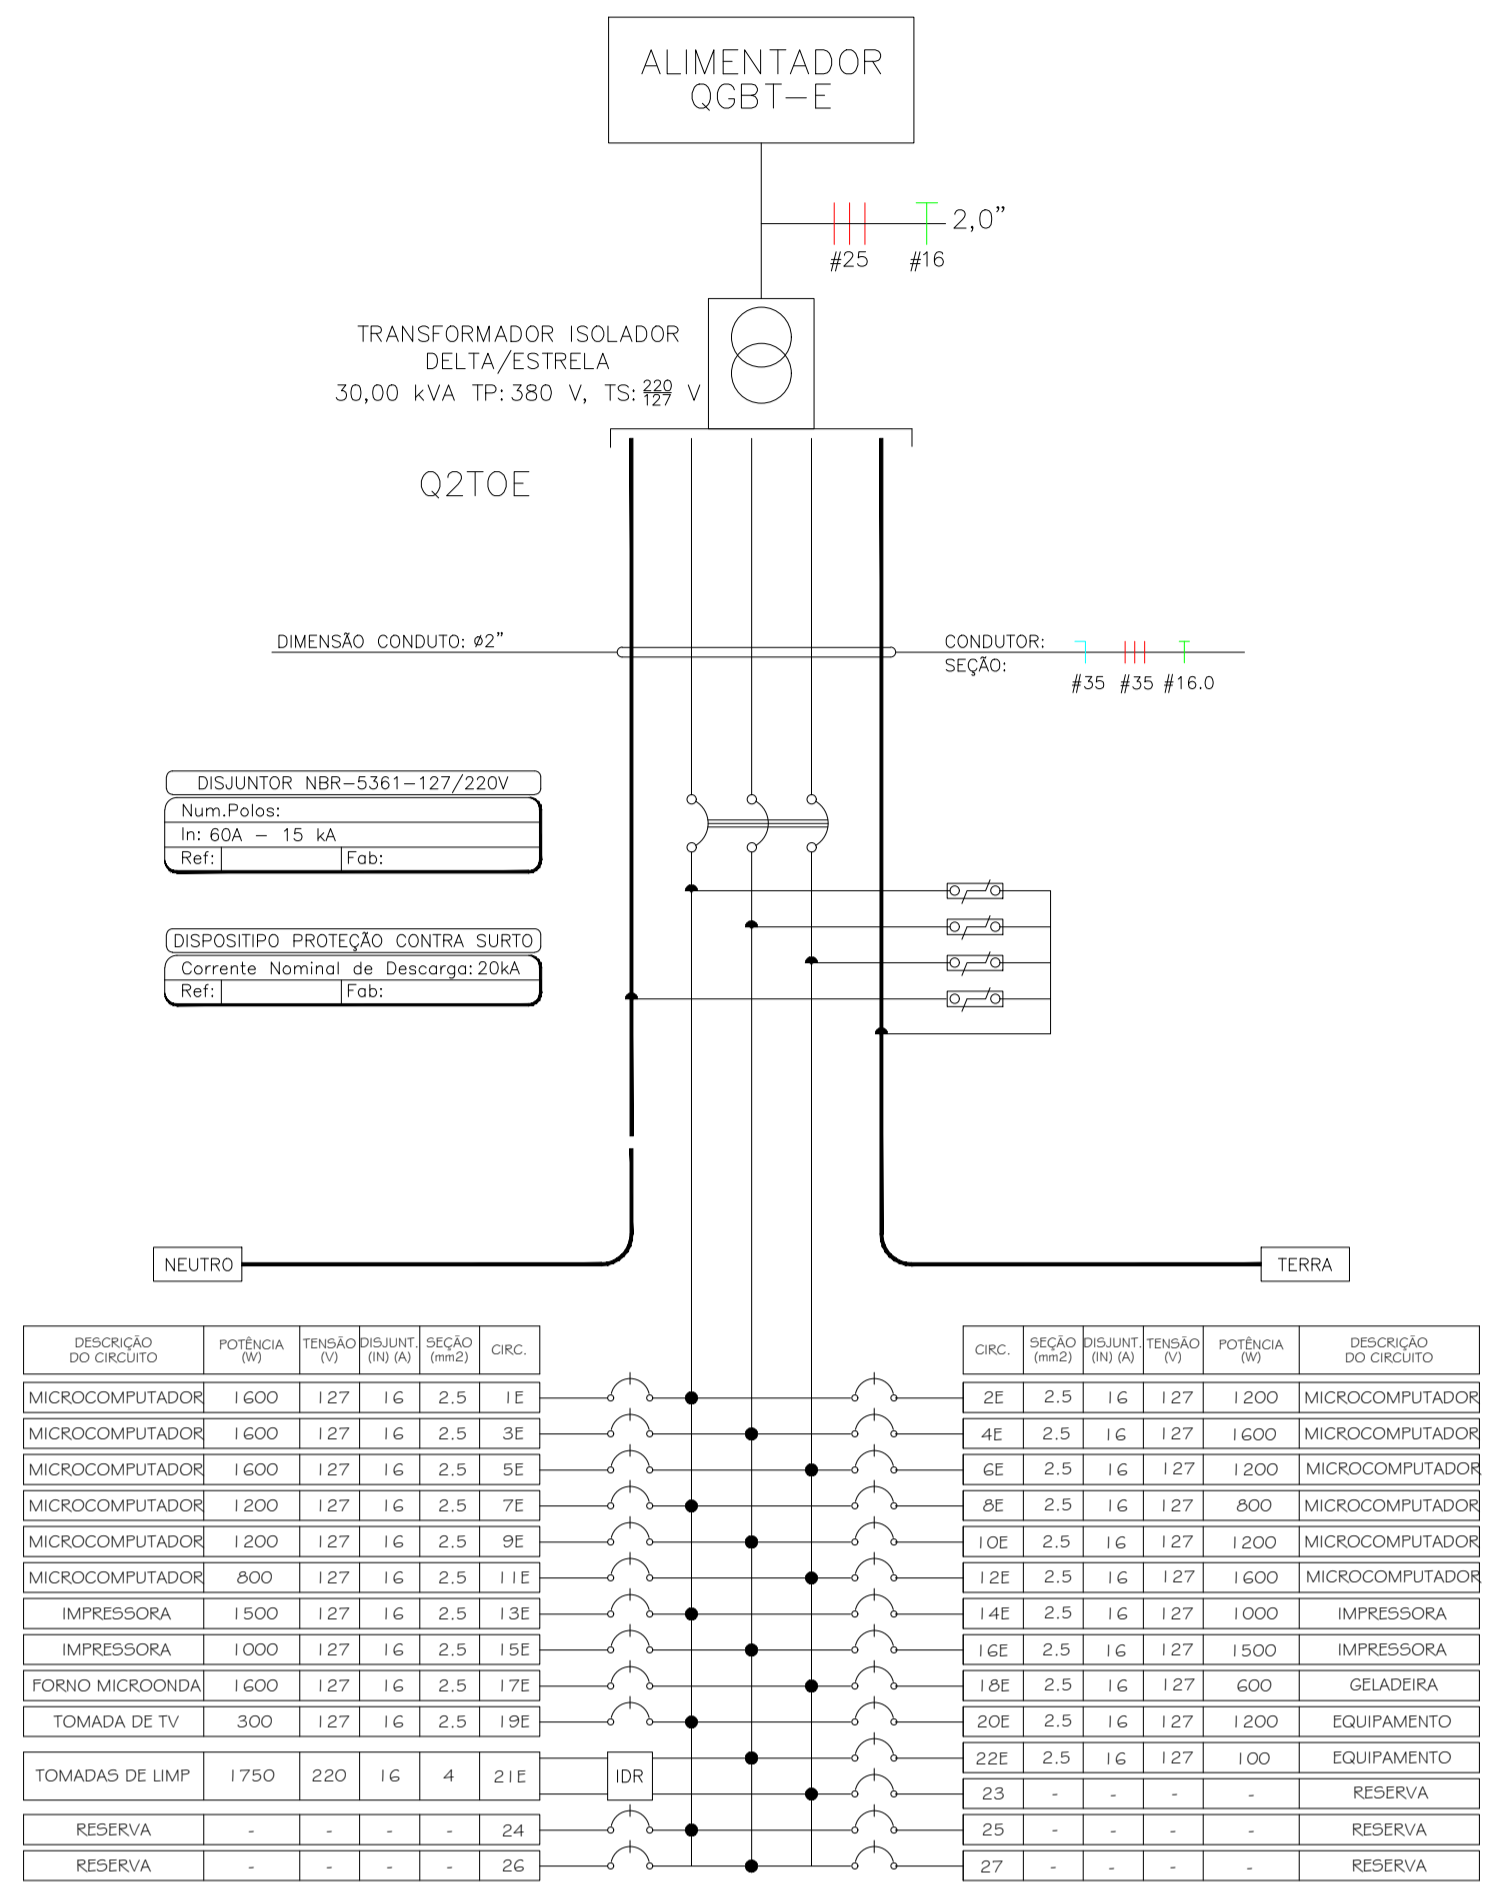 ALIMENTADOR
QGBT-E
2,0"
#25 #16
TRANSFORMADOR ISOLADOR
DELTA/ESTRELA
30,00 kVA TP: 380 V, TS: 220/127 V
Q2TOE
DIMENSÃO CONDUTO: ø2"
CONDUTOR:
SEÇÃO:
#35 #35 #16.0
DISJUNTOR NBR-5361-127/220V
Num.Polos:
In: 60A - 15 kA
Ref: Fab:
DISPOSITIPO PROTEÇÃO CONTRA SURTO
Corrente Nominal de Descarga: 20kA
Ref: Fab:
NEUTRO
TERRA
DESCRIÇÃO DO CIRCUITO POTÊNCIA (W) TENSÃO (V) DISJUNT. (IN) (A) SEÇÃO (mm2) CIRC.
MICROCOMPUTADOR 1600 127 16 2.5 1E
MICROCOMPUTADOR 1600 127 16 2.5 3E
MICROCOMPUTADOR 1600 127 16 2.5 5E
MICROCOMPUTADOR 1200 127 16 2.5 7E
MICROCOMPUTADOR 1200 127 16 2.5 9E
MICROCOMPUTADOR 800 127 16 2.5 11E
IMPRESSORA 1500 127 16 2.5 13E
IMPRESSORA 1000 127 16 2.5 15E
FORNO MICROONDA 1600 127 16 2.5 17E
TOMADA DE TV 300 127 16 2.5 19E
TOMADAS DE LIMP 1750 220 16 4 21E
IDR
RESERVA - - - - 24
RESERVA - - - - 26
CIRC. SEÇÃO (mm2) DISJUNT. (IN) (A) TENSÃO (V) POTÊNCIA (W) DESCRIÇÃO DO CIRCUITO
2E 2.5 16 127 1200 MICROCOMPUTADOR
4E 2.5 16 127 1600 MICROCOMPUTADOR
6E 2.5 16 127 1200 MICROCOMPUTADOR
8E 2.5 16 127 800 MICROCOMPUTADOR
10E 2.5 16 127 1200 MICROCOMPUTADOR
12E 2.5 16 127 1600 MICROCOMPUTADOR
14E 2.5 16 127 1000 IMPRESSORA
16E 2.5 16 127 1500 IMPRESSORA
18E 2.5 16 127 600 GELADEIRA
20E 2.5 16 127 1200 EQUIPAMENTO
22E 2.5 16 127 100 EQUIPAMENTO
23 - - - - RESERVA
25 - - - - RESERVA
27 - - - - RESERVA